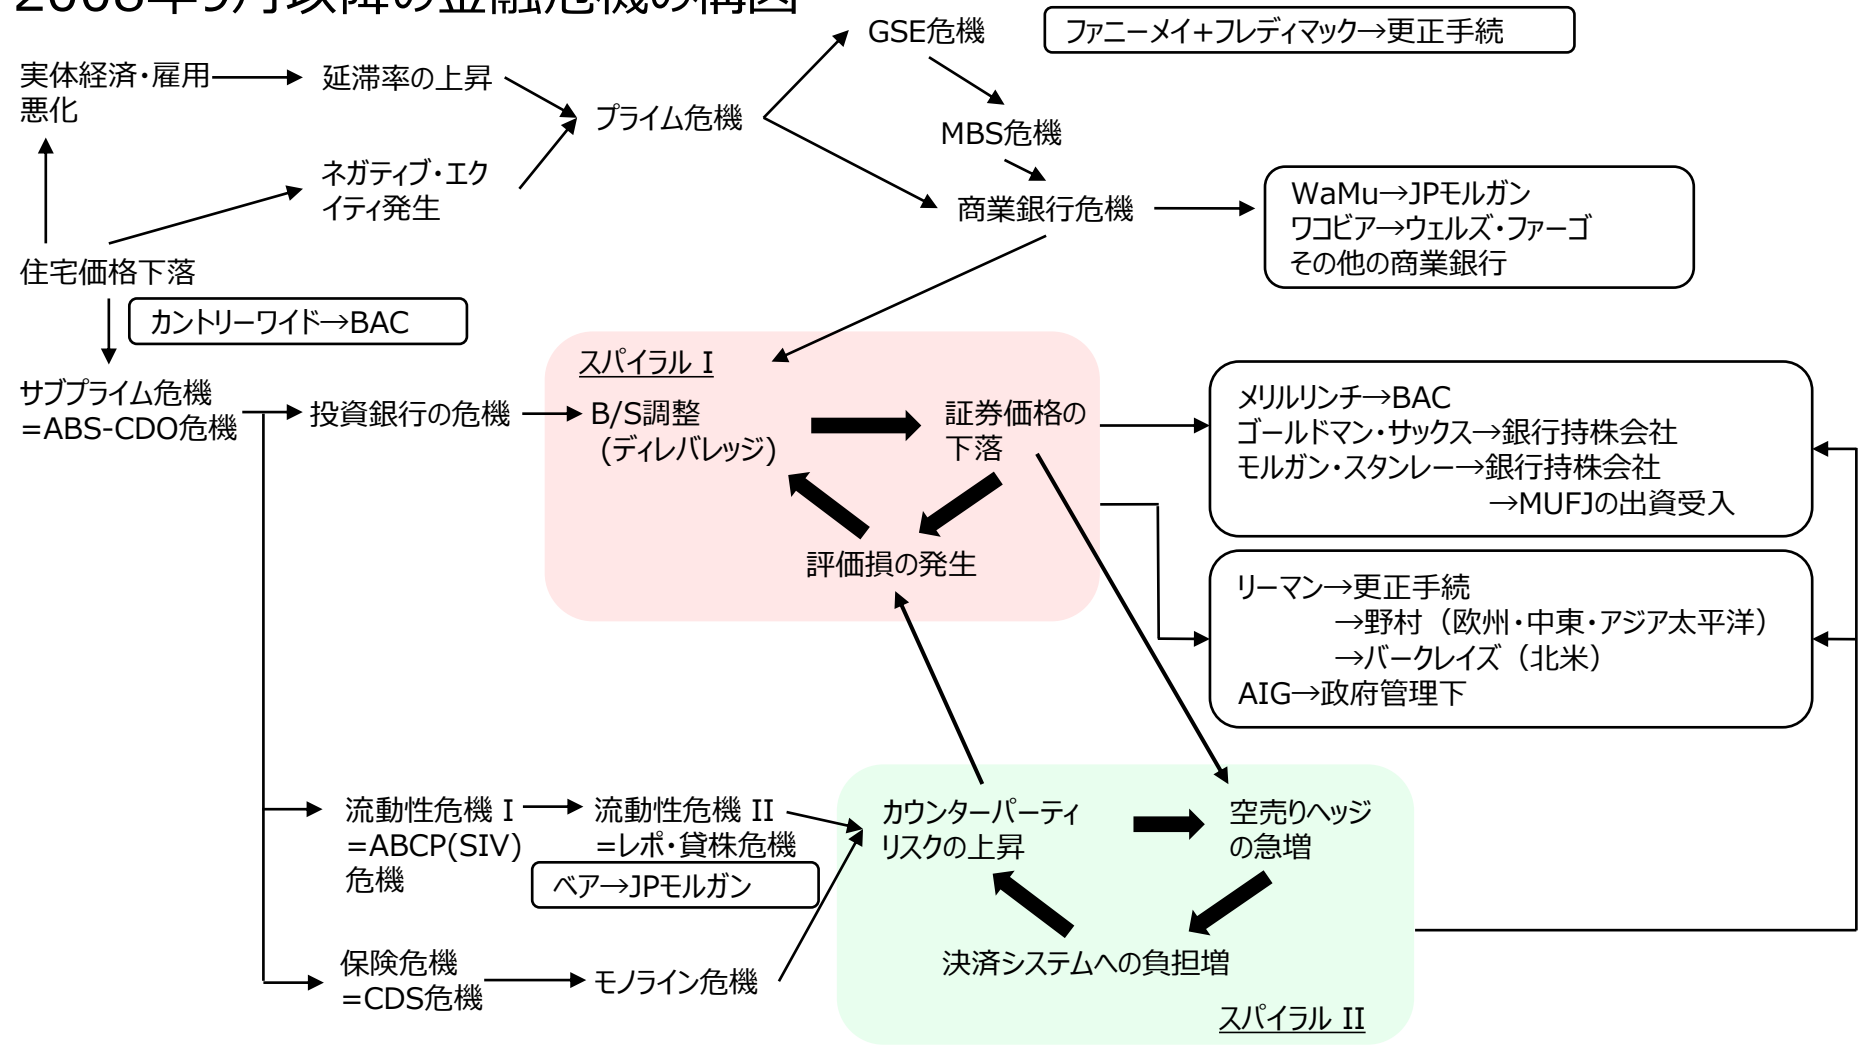 2008年9月以降の金融危機の構図
GSE危機
ファニーメイ+フレディマック→更正手続
実体経済・雇用
悪化
延滞率の上昇
プライム危機
MBS危機
ネガティブ・エク
イティ発生
商業銀行危機
WaMu→JPモルガン
ワコビア→ウェルズ・ファーゴ
その他の商業銀行
住宅価格下落
カントリーワイド→BAC
サブプライム危機
=ABS-CDO危機
投資銀行の危機
スパイラル I
B/S調整
(ディレバレッジ)
証券価格の
下落
評価損の発生
メリルリンチ→BAC
ゴールドマン・サックス→銀行持株会社
モルガン・スタンレー→銀行持株会社
→MUFJの出資受入
リーマン→更正手続
→野村（欧州・中東・アジア太平洋）
→バークレイズ（北米）
AIG→政府管理下
流動性危機 I
=ABCP(SIV)
危機
流動性危機 II
=レポ・貸株危機
ベア→JPモルガン
カウンターパーティ
リスクの上昇
空売りヘッジ
の急増
決済システムへの負担増
保険危機
=CDS危機
モノライン危機
スパイラル II